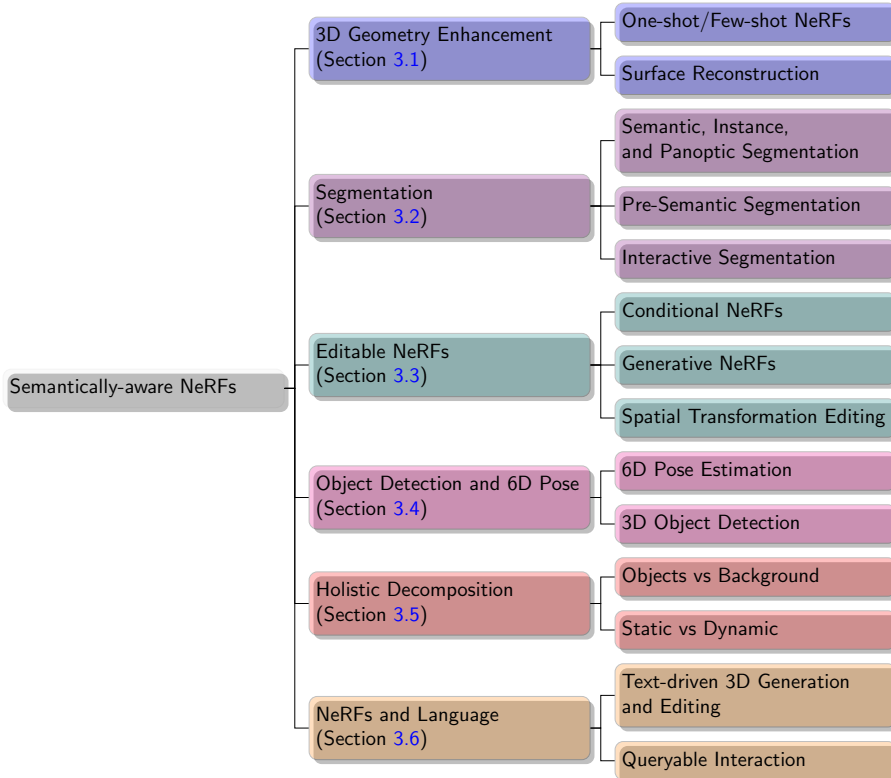 Semantically-aware NeRFs
3D Geometry Enhancement
(Section 3.1)
One-shot/Few-shot NeRFs
Surface Reconstruction
Segmentation
(Section 3.2)
Semantic, Instance,
and Panoptic Segmentation
Pre-Semantic Segmentation
Interactive Segmentation
Editable NeRFs
(Section 3.3)
Conditional NeRFs
Generative NeRFs
Spatial Transformation Editing
Object Detection and 6D Pose
(Section 3.4)
6D Pose Estimation
3D Object Detection
Holistic Decomposition
(Section 3.5)
Objects vs Background
Static vs Dynamic
NeRFs and Language
(Section 3.6)
Text-driven 3D Generation
and Editing
Queryable Interaction